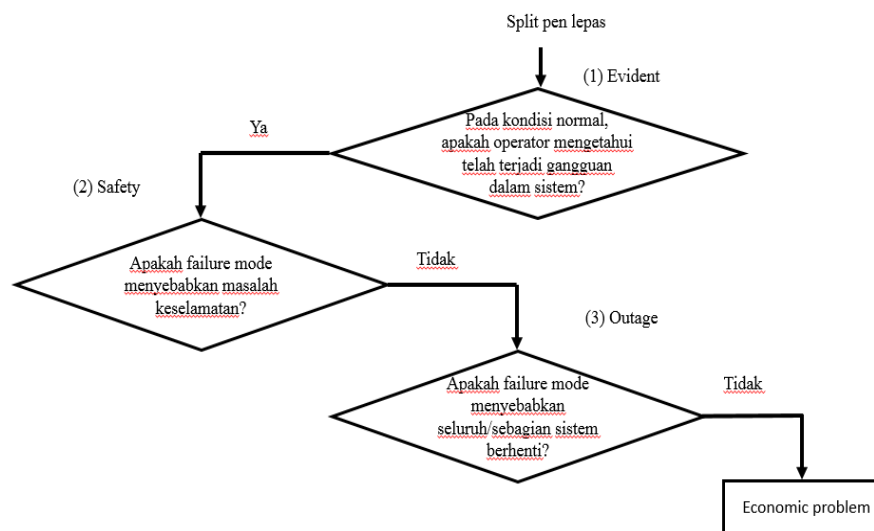 Split pen lepas
(1) Evident
Pada kondisi normal,
apakah operator mengetahui
telah terjadi gangguan
dalam sistem?
Ya
(2) Safety
Apakah failure mode
menyebabkan masalah
keselamatan?
Tidak
(3) Outage
Apakah failure mode
menyebabkan
seluruh/sebagian sistem
berhenti?
Tidak
Economic problem